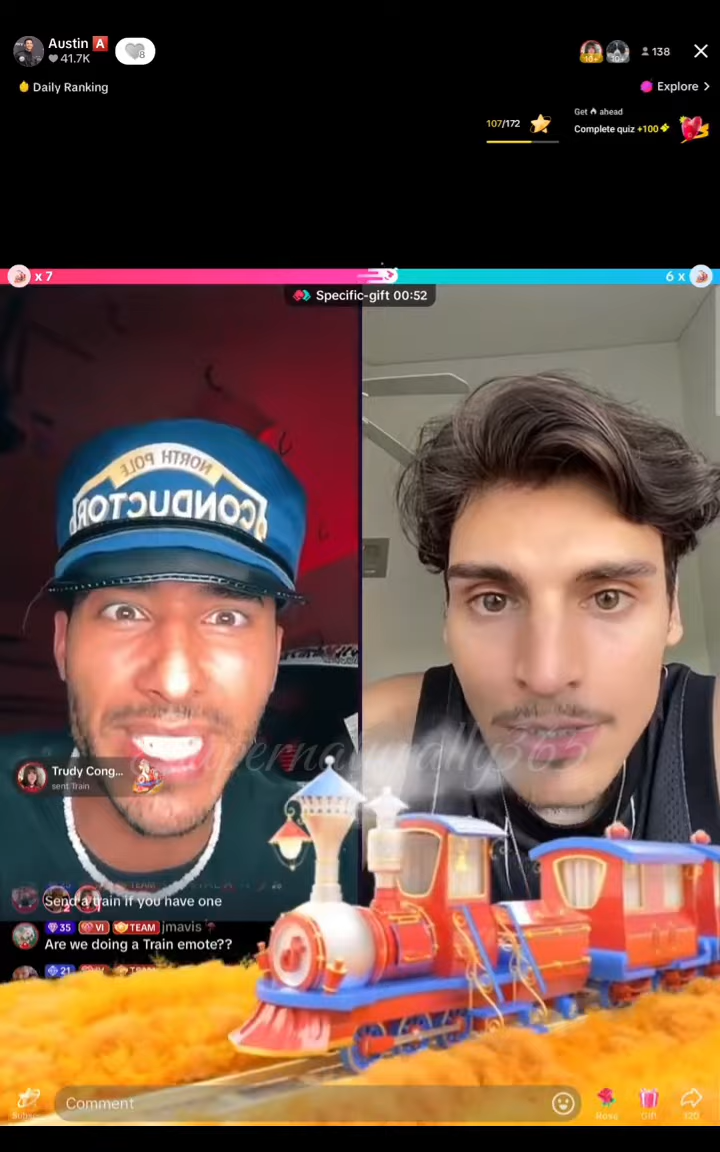 Austin A
41.7K
8
138
Daily Ranking
Explore
Get ahead
107/172
Complete quiz +100
x 7
6 x
Specific-gift 00:52
NORTH POLE
CONDUCTOR
supernaturally365
Trudy Cong...
sent Train
Send a train if you have one
35 VI TEAM jmavis
Are we doing a Train emote??
21
Comment
Rose
Gift